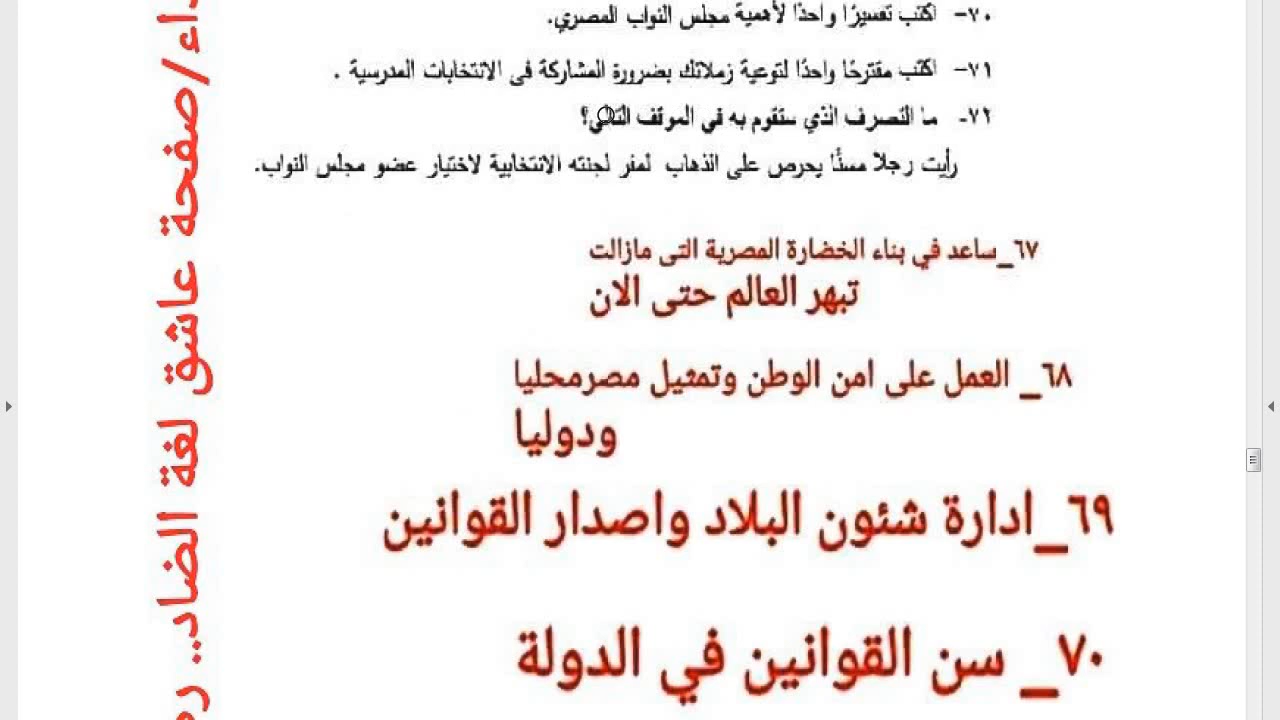 ٧٠- اكتب تفسيرًا واحدًا لأهمية مجلس النواب المصري.
٧١- اكتب مقترحًا واحدًا لتوعية زملائك بضرورة المشاركة فى الانتخابات المدرسية .
٧٢- ما التصرف الذي ستقوم به في الموقف التالي؟
رأيت رجلا مسنًا يحرص على الذهاب لمقر لجنته الانتخابية لاختيار عضو مجلس النواب.
٦٧_ساعد في بناء الخضارة المصرية التى مازالت
تبهر العالم حتى الان
٦٨_ العمل على امن الوطن وتمثيل مصرمحليا
ودوليا
٦٩_ادارة شئون البلاد واصدار القوانين
٧٠_ سن القوانين في الدولة
/صفحة عاشق لغة الضاد..